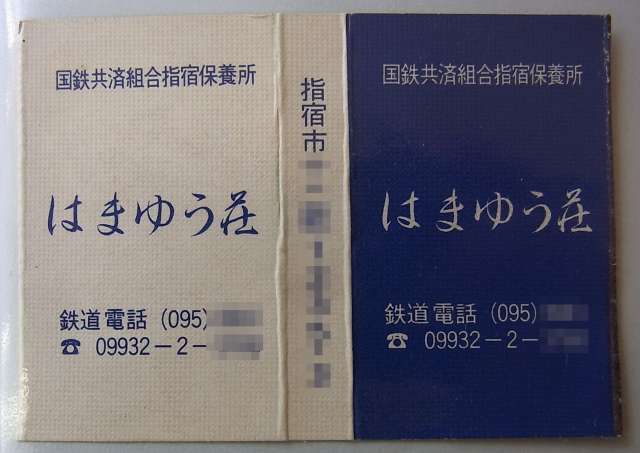 国鉄共済組合指宿保養所
はまゆう荘
鉄道電話 (095)
☎ 09932-2-
指宿市
国鉄共済組合指宿保養所
はまゆう荘
鉄道電話 (095)
☎ 09932-2-